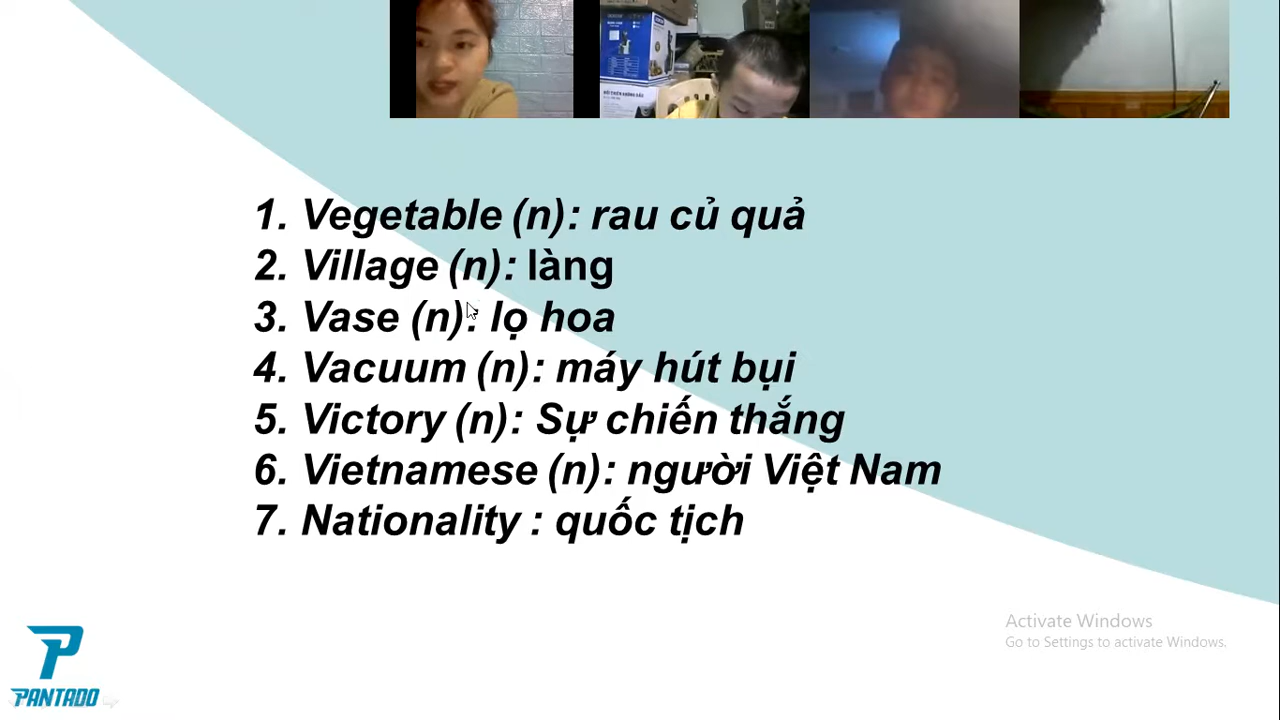 1. Vegetable (n): rau củ quả
2. Village (n): làng
3. Vase (n): lọ hoa
4. Vacuum (n): máy hút bụi
5. Victory (n): Sự chiến thắng
6. Vietnamese (n): người Việt Nam
7. Nationality : quốc tịch
Activate Windows
Go to Settings to activate Windows.
PANTADO